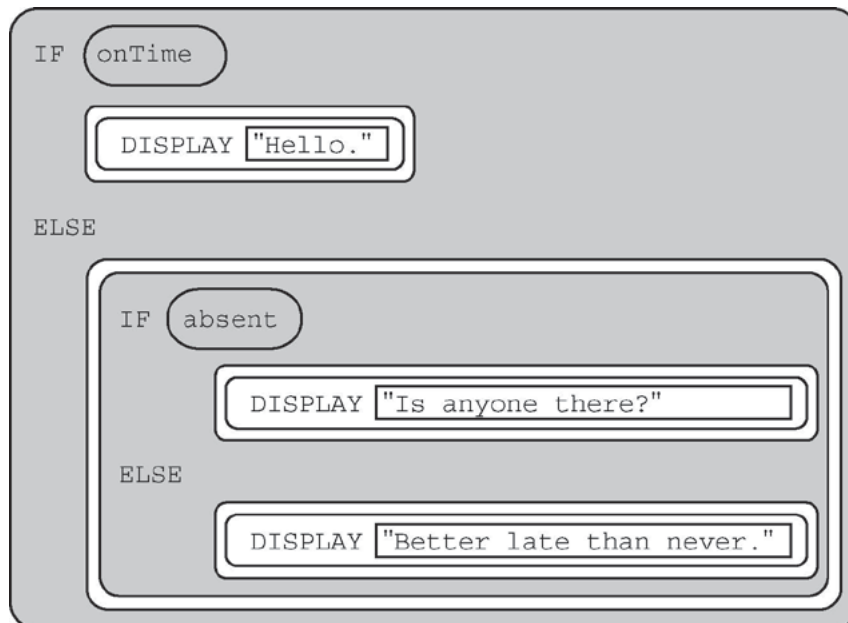 IF onTime
DISPLAY "Hello."
ELSE
IF absent
DISPLAY "Is anyone there?"
ELSE
DISPLAY "Better late than never."